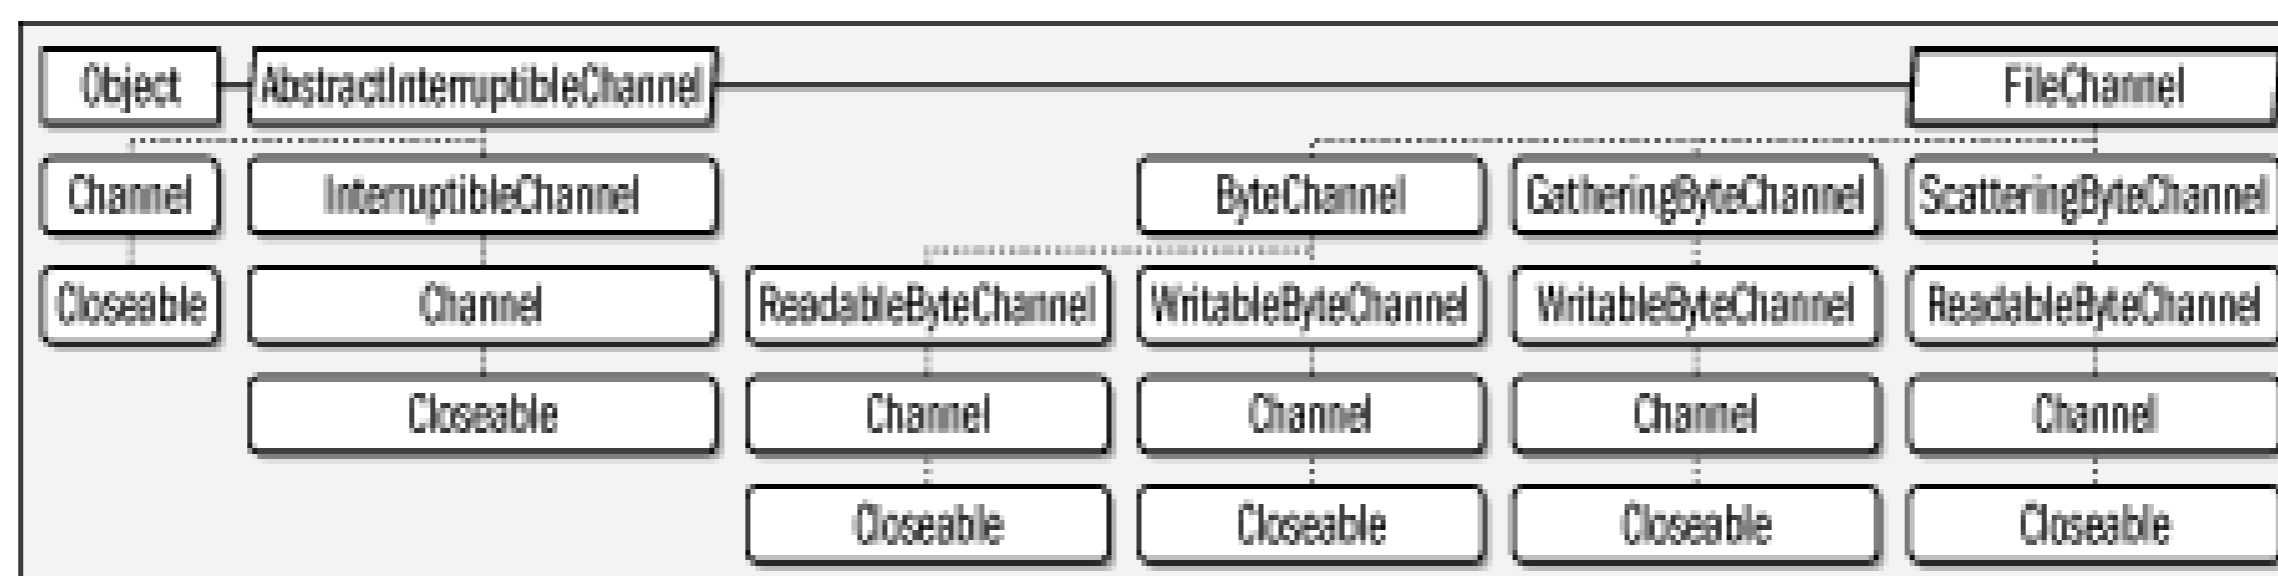 Object AbstractInterruptibleChannel FileChannel
Channel InterruptibleChannel ByteChannel GatheringByteChannel ScatteringByteChannel
Closeable Channel ReadableByteChannel WritableByteChannel WritableByteChannel ReadableByteChannel
Closeable Channel Channel Channel Channel
Closeable Closeable Closeable Closeable